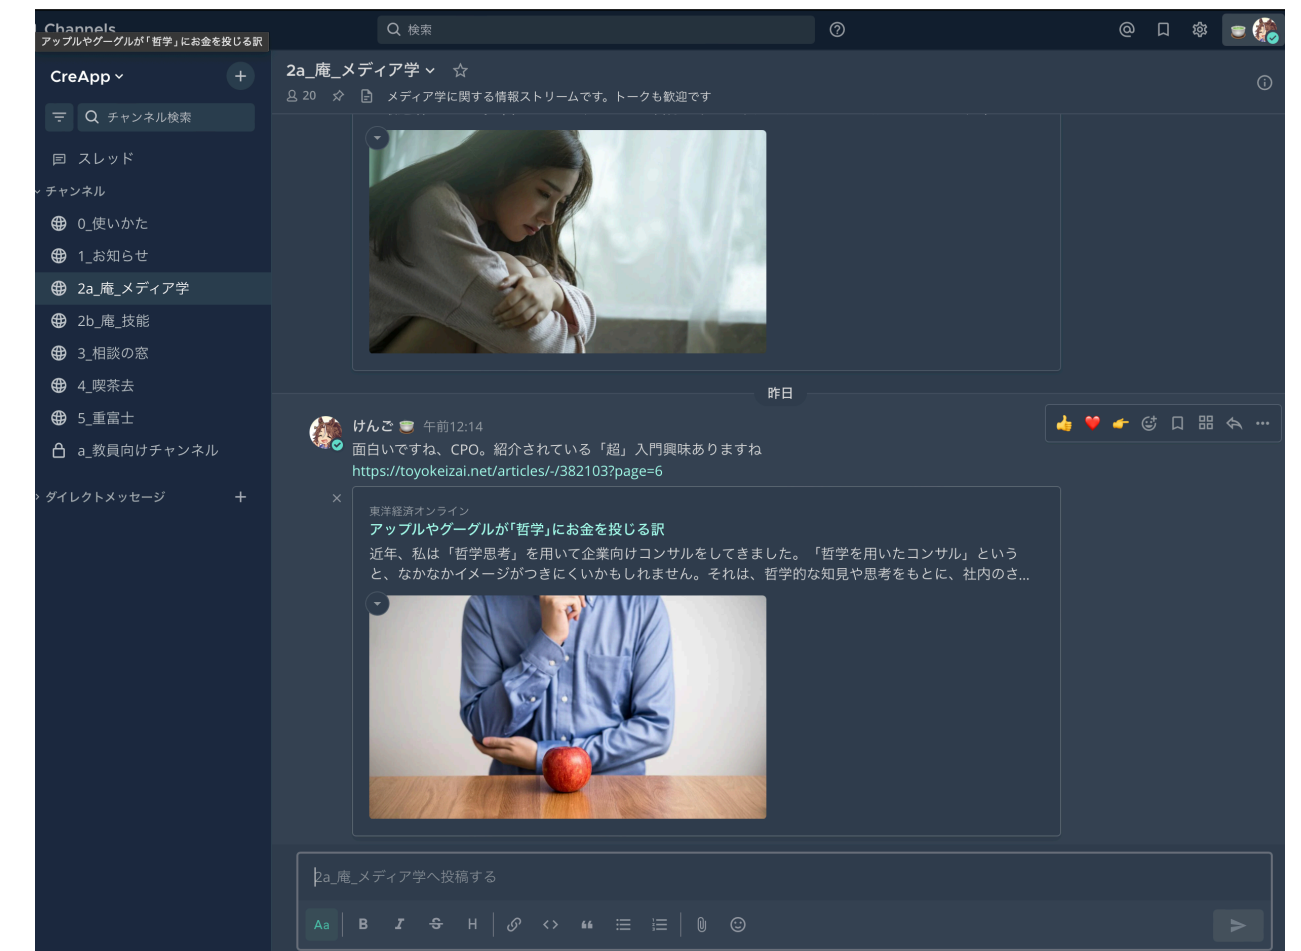 Channels
アップルやグーグルが「哲学」にお金を投じる訳
検索
CreApp
チャンネル検索
スレッド
チャンネル
0_使いかた
1_お知らせ
2a_庵_メディア学
2b_庵_技能
3_相談の窓
4_喫茶去
5_重富士
a_教員向けチャンネル
ダイレクトメッセージ
2a_庵_メディア学
20 メディア学に関する情報ストリームです。トークも歓迎です
昨日
けんご 午前12:14
面白いですね、CPO。紹介されている「超」入門興味ありますね
https://toyokeizai.net/articles/-/382103?page=6
東洋経済オンライン
アップルやグーグルが「哲学」にお金を投じる訳
近年、私は「哲学思考」を用いて企業向けコンサルをしてきました。「哲学を用いたコンサル」という
と、なかなかイメージがつきにくいかもしれません。それは、哲学的な知見や思考をもとに、社内のさ...
2a_庵_メディア学へ投稿する
Aa B I S H